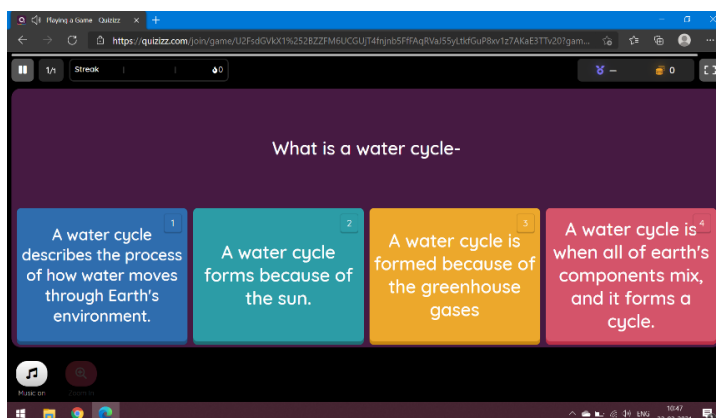 Playing a Game - Quizizz
https://quizizz.com/join/game/U2FsdGVkX1%252BZZFM6UCGUjT4fnjnb5FfFAqRVaJ55yLtkfGuP8xv1z7AKaE3TTv20?gam...
1/1
Streak
0
0
What is a water cycle-
1
A water cycle
describes the process
of how water moves
through Earth's
environment.
2
A water cycle
forms because of
the sun.
3
A water cycle is
formed because of
the greenhouse
gases
4
A water cycle is
when all of earth's
components mix,
and it forms a
cycle.
Music on
Zoom in
ENG
10:47